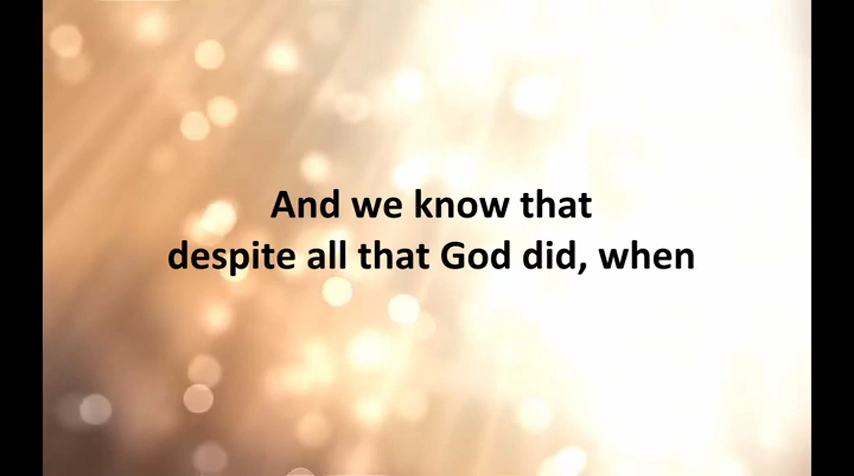 And we know that
despite all that God did, when